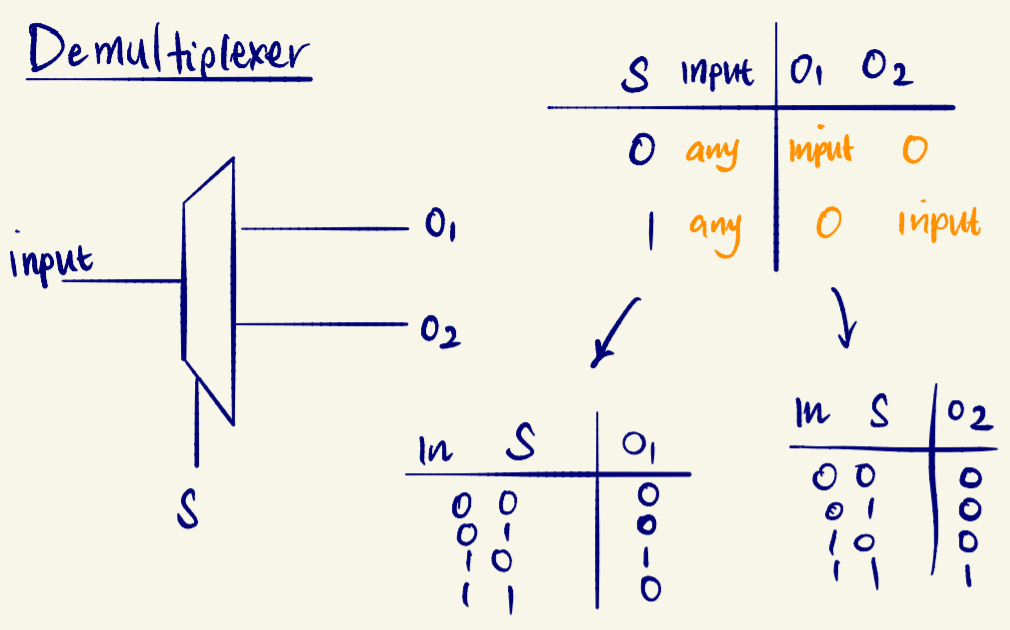 Demultiplexer
S input O1 O2
0 any input 0
1 any 0 input
input
O1
O2
S
In S O1
0 0 0
0 1 0
1 0 1
1 1 0
In S O2
0 0 0
0 1 0
1 0 0
1 1 1